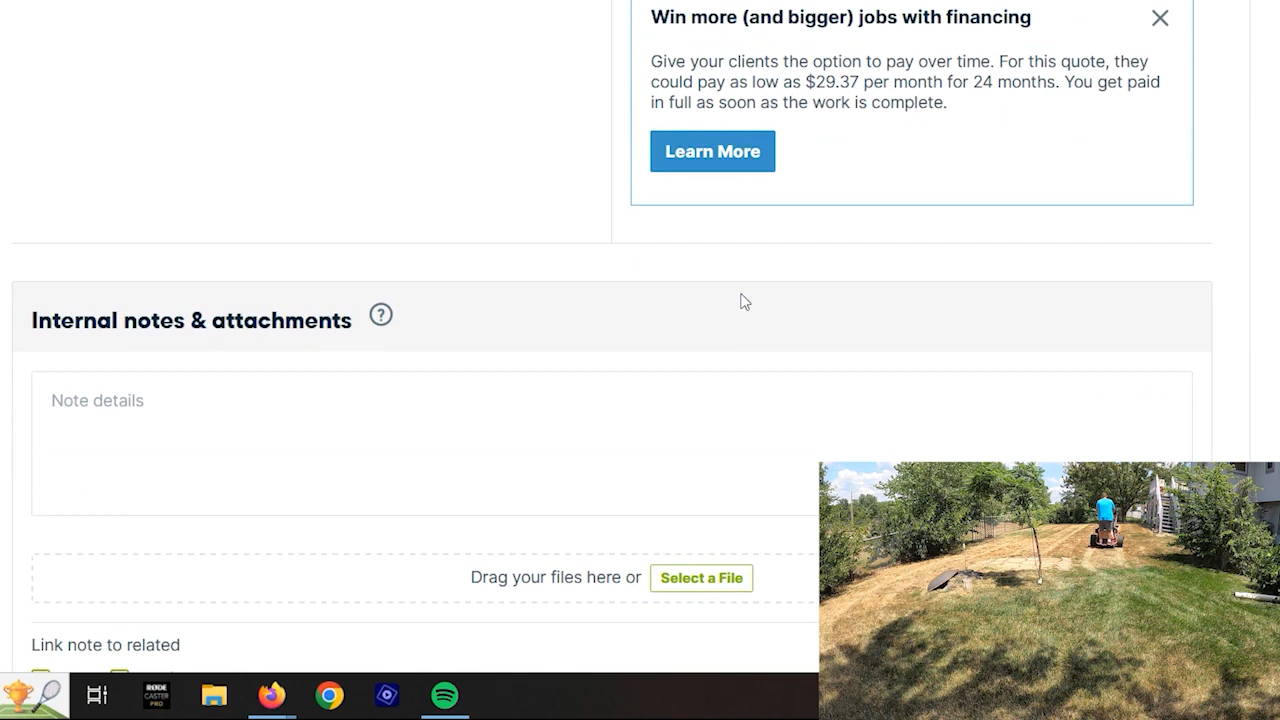 Win more (and bigger) jobs with financing
Give your clients the option to pay over time. For this quote, they
could pay as low as $29.37 per month for 24 months. You get paid
in full as soon as the work is complete.
Learn More
Internal notes & attachments ?
Note details
Drag your files here or Select a File
Link note to related
RØDE
CASTER
PRO